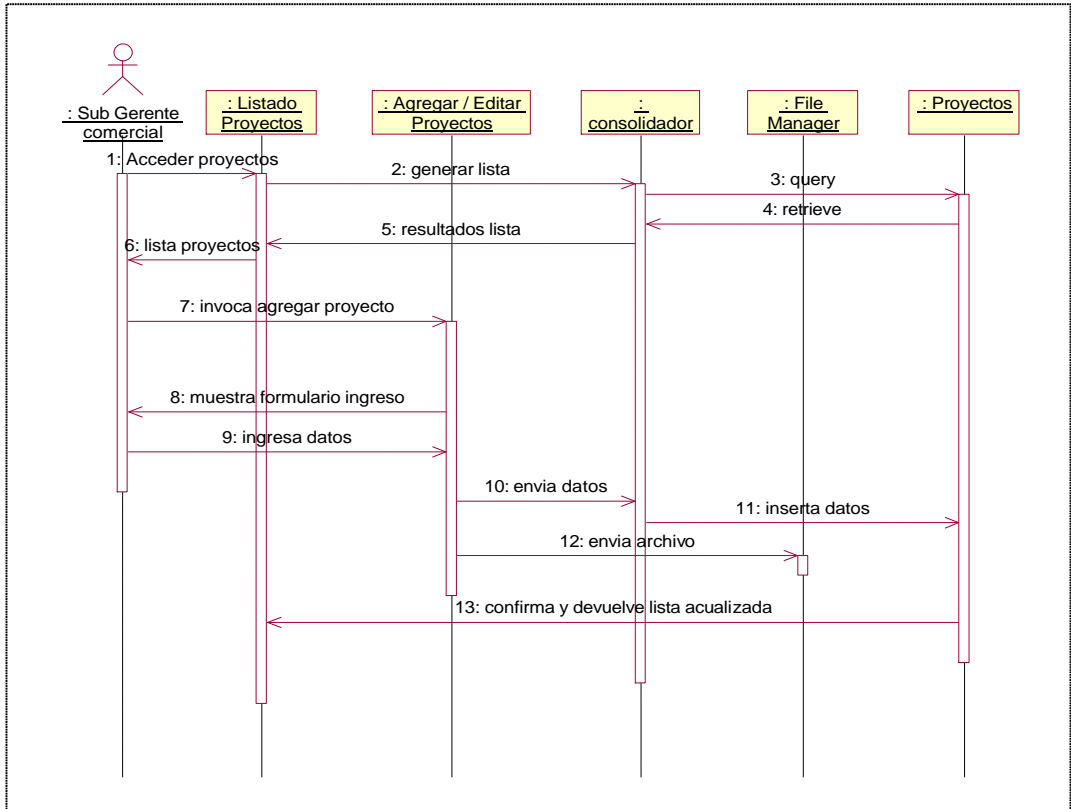 : Sub Gerente
comercial
: Listado
Proyectos
: Agregar / Editar
Proyectos
:
consolidador
: File
Manager
: Proyectos
1: Acceder proyectos
2: generar lista
3: query
4: retrieve
5: resultados lista
6: lista proyectos
7: invoca agregar proyecto
8: muestra formulario ingreso
9: ingresa datos
10: envia datos
11: inserta datos
12: envia archivo
13: confirma y devuelve lista acualizada